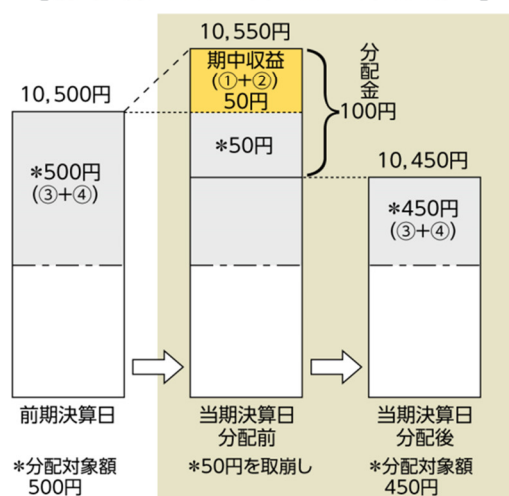 10,550円
期中収益
(①+②)
50円
分配金
100円
10,500円
*50円
10,450円
*500円
(③+④)
*450円
(③+④)
前期決算日
当期決算日
分配前
当期決算日
分配後
*分配対象額
500円
*50円を取崩し
*分配対象額
450円